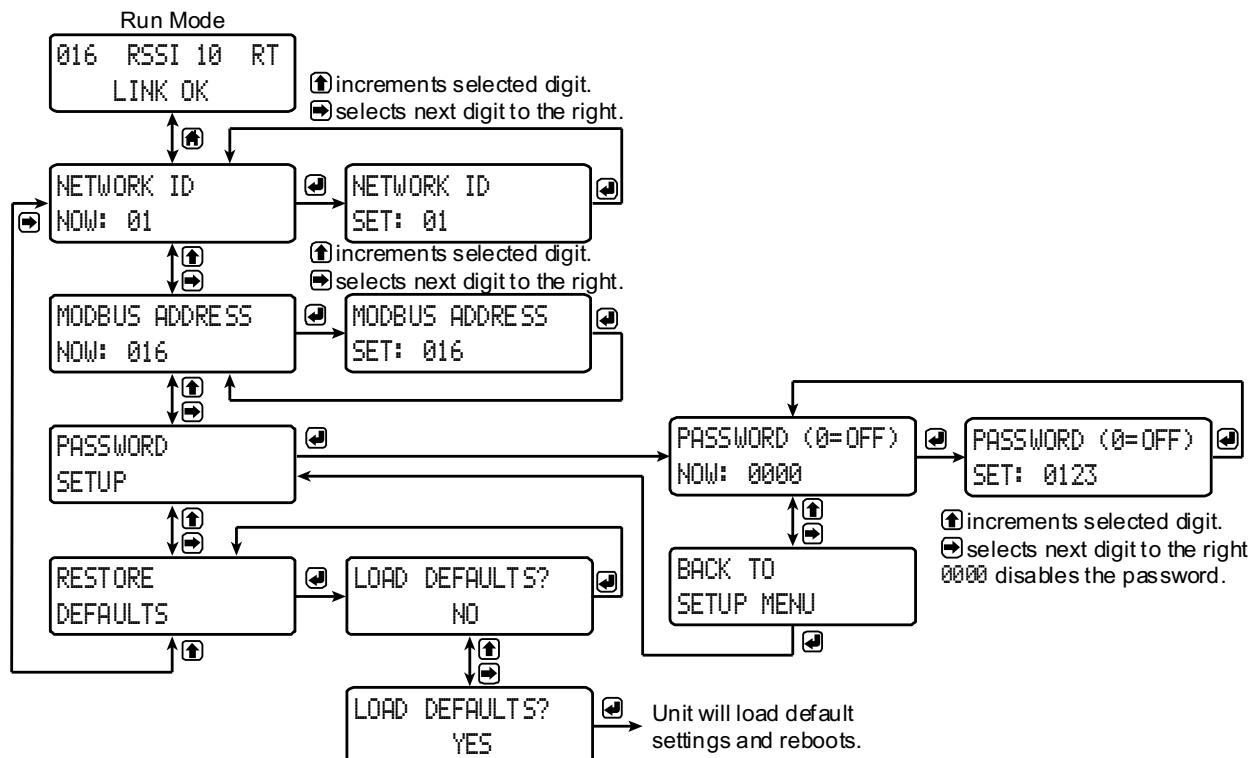 Run Mode
016 RSSI 10 RT
LINK OK
increments selected digit.
selects next digit to the right.
NETWORK ID
NOW: 01
NETWORK ID
SET: 01
increments selected digit.
selects next digit to the right.
MODBUS ADDRESS
NOW: 016
MODBUS ADDRESS
SET: 016
PASSWORD
SETUP
PASSWORD (0=OFF)
NOW: 0000
PASSWORD (0=OFF)
SET: 0123
increments selected digit.
selects next digit to the right
0000 disables the password.
BACK TO
SETUP MENU
RESTORE
DEFAULTS
LOAD DEFAULTS?
NO
LOAD DEFAULTS?
YES
Unit will load default
settings and reboots.